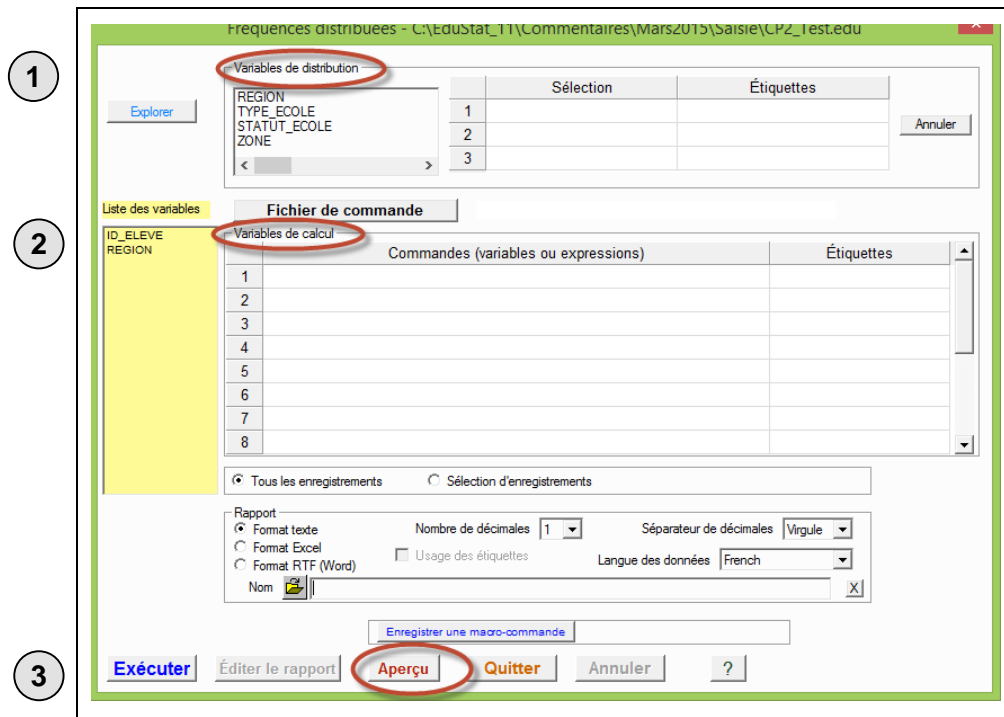 Fréquences distribuées - C:\EduStat_11\Commentaires\Mars2015\Saisie\CP2_Test.edu
1
Variables de distribution
Explorer
REGION
TYPE_ECOLE
STATUT_ECOLE
ZONE
Sélection Étiquettes
1
2
3
Annuler
Liste des variables
Fichier de commande
2
ID_ELEVE
REGION
Variables de calcul
Commandes (variables ou expressions) Étiquettes
1
2
3
4
5
6
7
8
Tous les enregistrements Sélection d'enregistrements
Rapport
Format texte Nombre de décimales 1 Séparateur de décimales Virgule
Format Excel Usage des étiquettes Langue des données French
Format RTF (Word)
Nom X
Enregistrer une macro-commande
3
Exécuter Éditer le rapport Aperçu Quitter Annuler ?